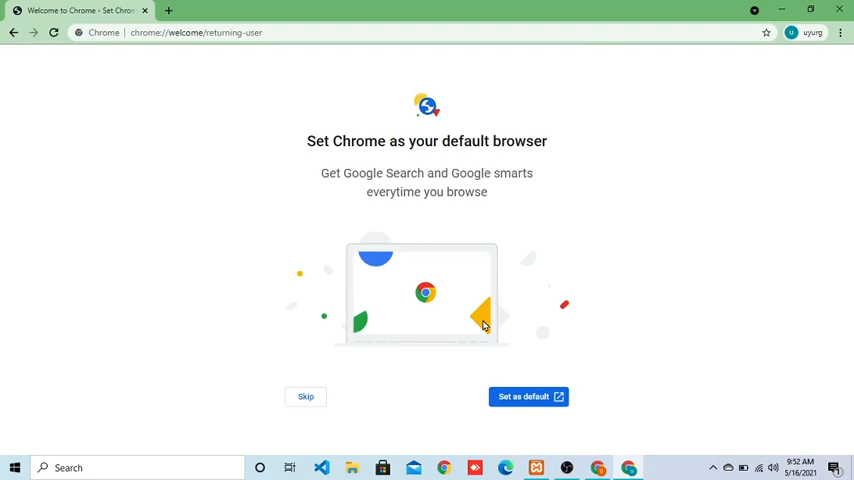 Welcome to Chrome - Set Chrom
Chrome
chrome://welcome/returning-user
u
uyurg
Set Chrome as your default browser
Get Google Search and Google smarts
everytime you browse
Skip
Set as default
Search
9:52 AM
5/16/2021